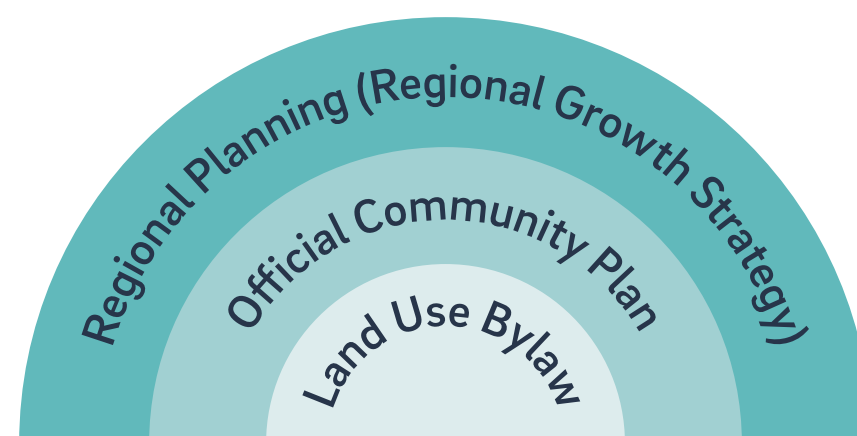 Regional Planning (Regional Growth Strategy)
Official Community Plan
Land Use Bylaw